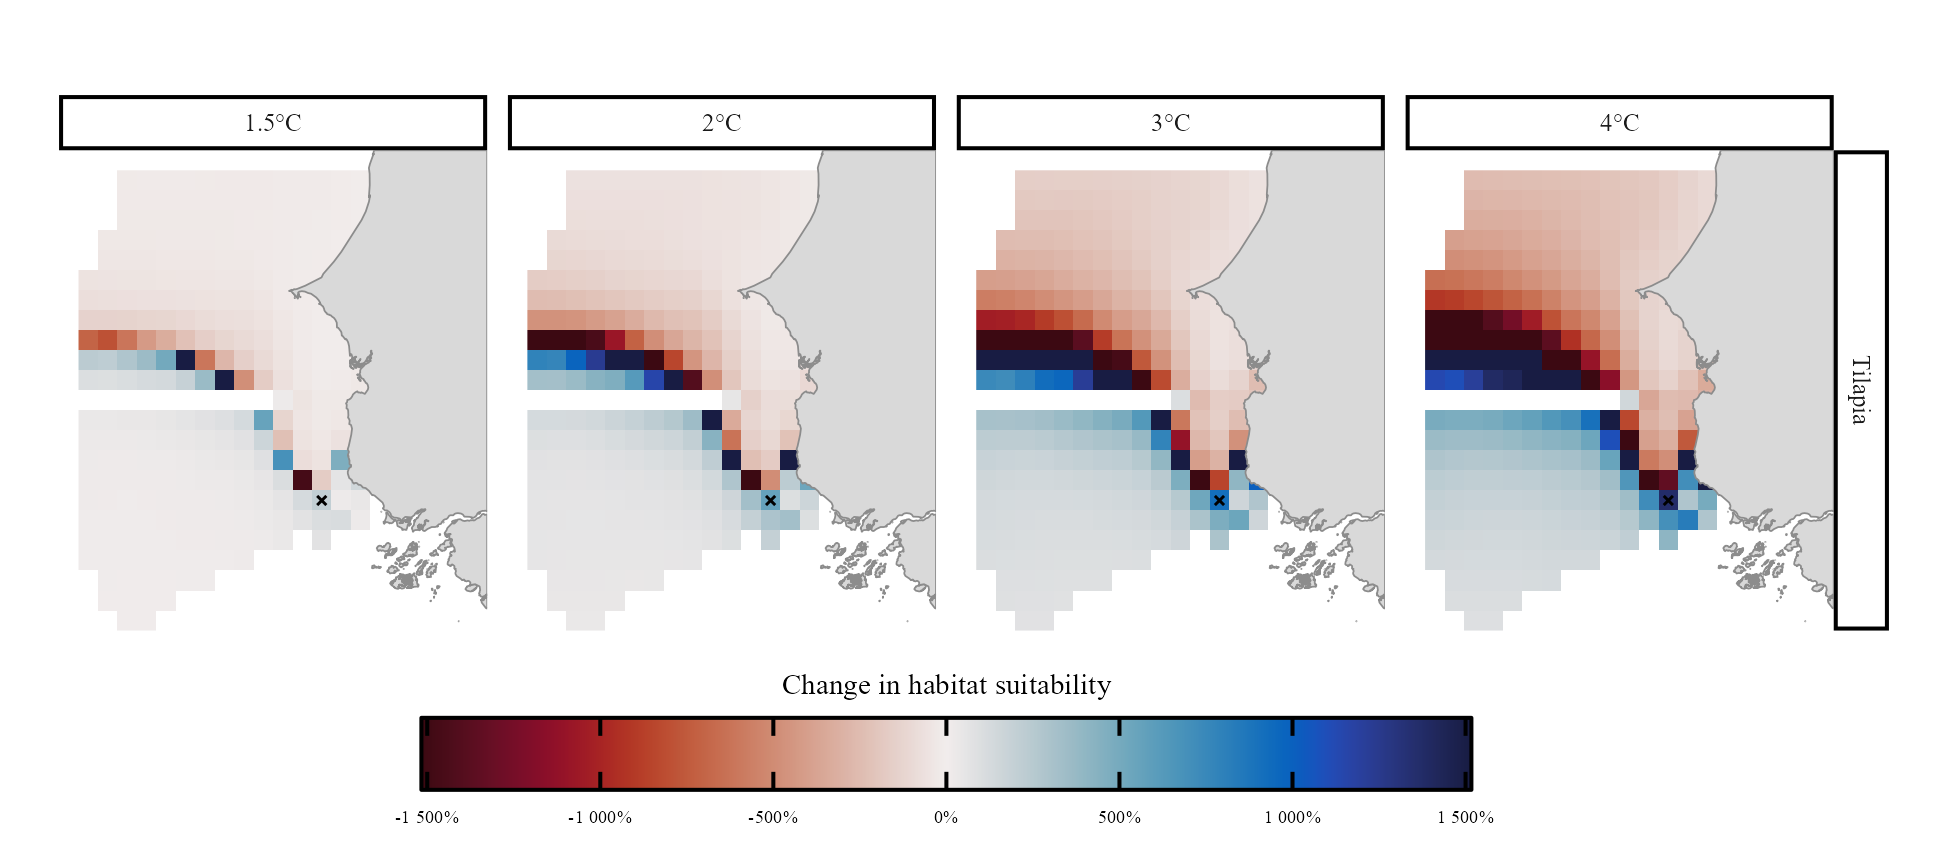 1.5°C
2°C
3°C
4°C
Tilapia
Change in habitat suitability
-1 500%
-1 000%
-500%
0%
500%
1 000%
1 500%